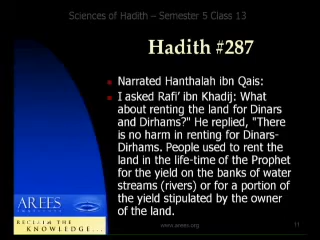 Sciences of Hadith – Semester 5 Class 13
Hadith #287
Narrated Hanthalah ibn Qais:
I asked Rafi' ibn Khadij: What
about renting the land for Dinars
and Dirhams?" He replied, "There
is no harm in renting for Dinars-
Dirhams. People used to rent the
land in the life-time of the Prophet
for the yield on the banks of water
streams (rivers) or for a portion of
the yield stipulated by the owner
of the land.
AREES
INSTITUTE
RECLAIM THE
KNOWLEDGE...
www.arees.org
11